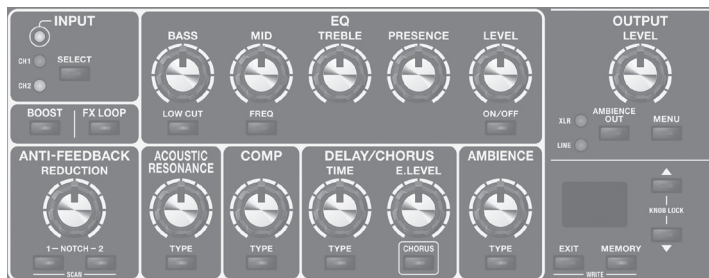 INPUT
CH1
SELECT
CH2
BOOST
FX LOOP
EQ
BASS
MID
TREBLE
PRESENCE
LEVEL
LOW CUT
FREQ
ON/OFF
OUTPUT
LEVEL
AMBIENCE
OUT
MENU
XLR
LINE
ANTI-FEEDBACK
REDUCTION
1 – NOTCH – 2
SCAN
ACOUSTIC
RESONANCE
TYPE
COMP
TYPE
DELAY/CHORUS
TIME
E.LEVEL
TYPE
CHORUS
AMBIENCE
TYPE
KNOB LOCK
EXIT
MEMORY
WRITE